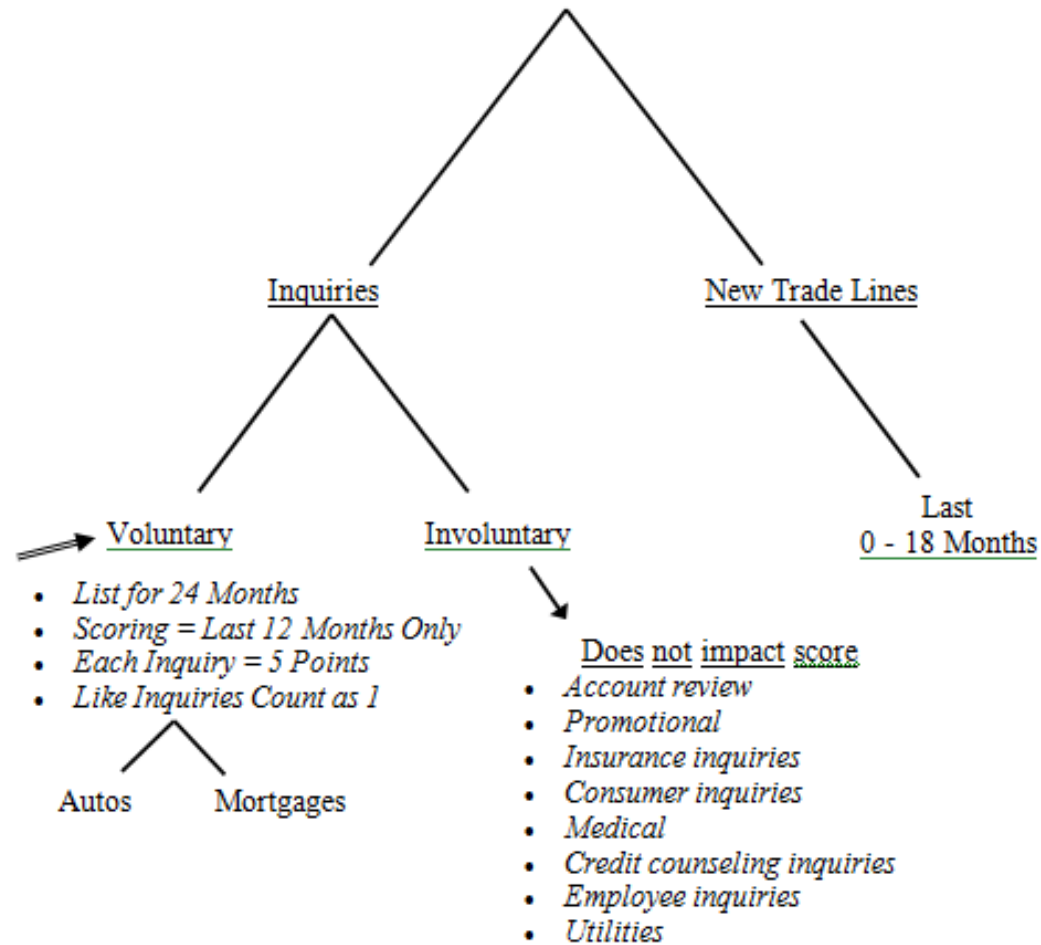 Inquiries
New Trade Lines
Voluntary
• List for 24 Months
• Scoring = Last 12 Months Only
• Each Inquiry = 5 Points
• Like Inquiries Count as 1
Autos
Mortgages
Involuntary
Does not impact score
• Account review
• Promotional
• Insurance inquiries
• Consumer inquiries
• Medical
• Credit counseling inquiries
• Employee inquiries
• Utilities
Last
0 - 18 Months